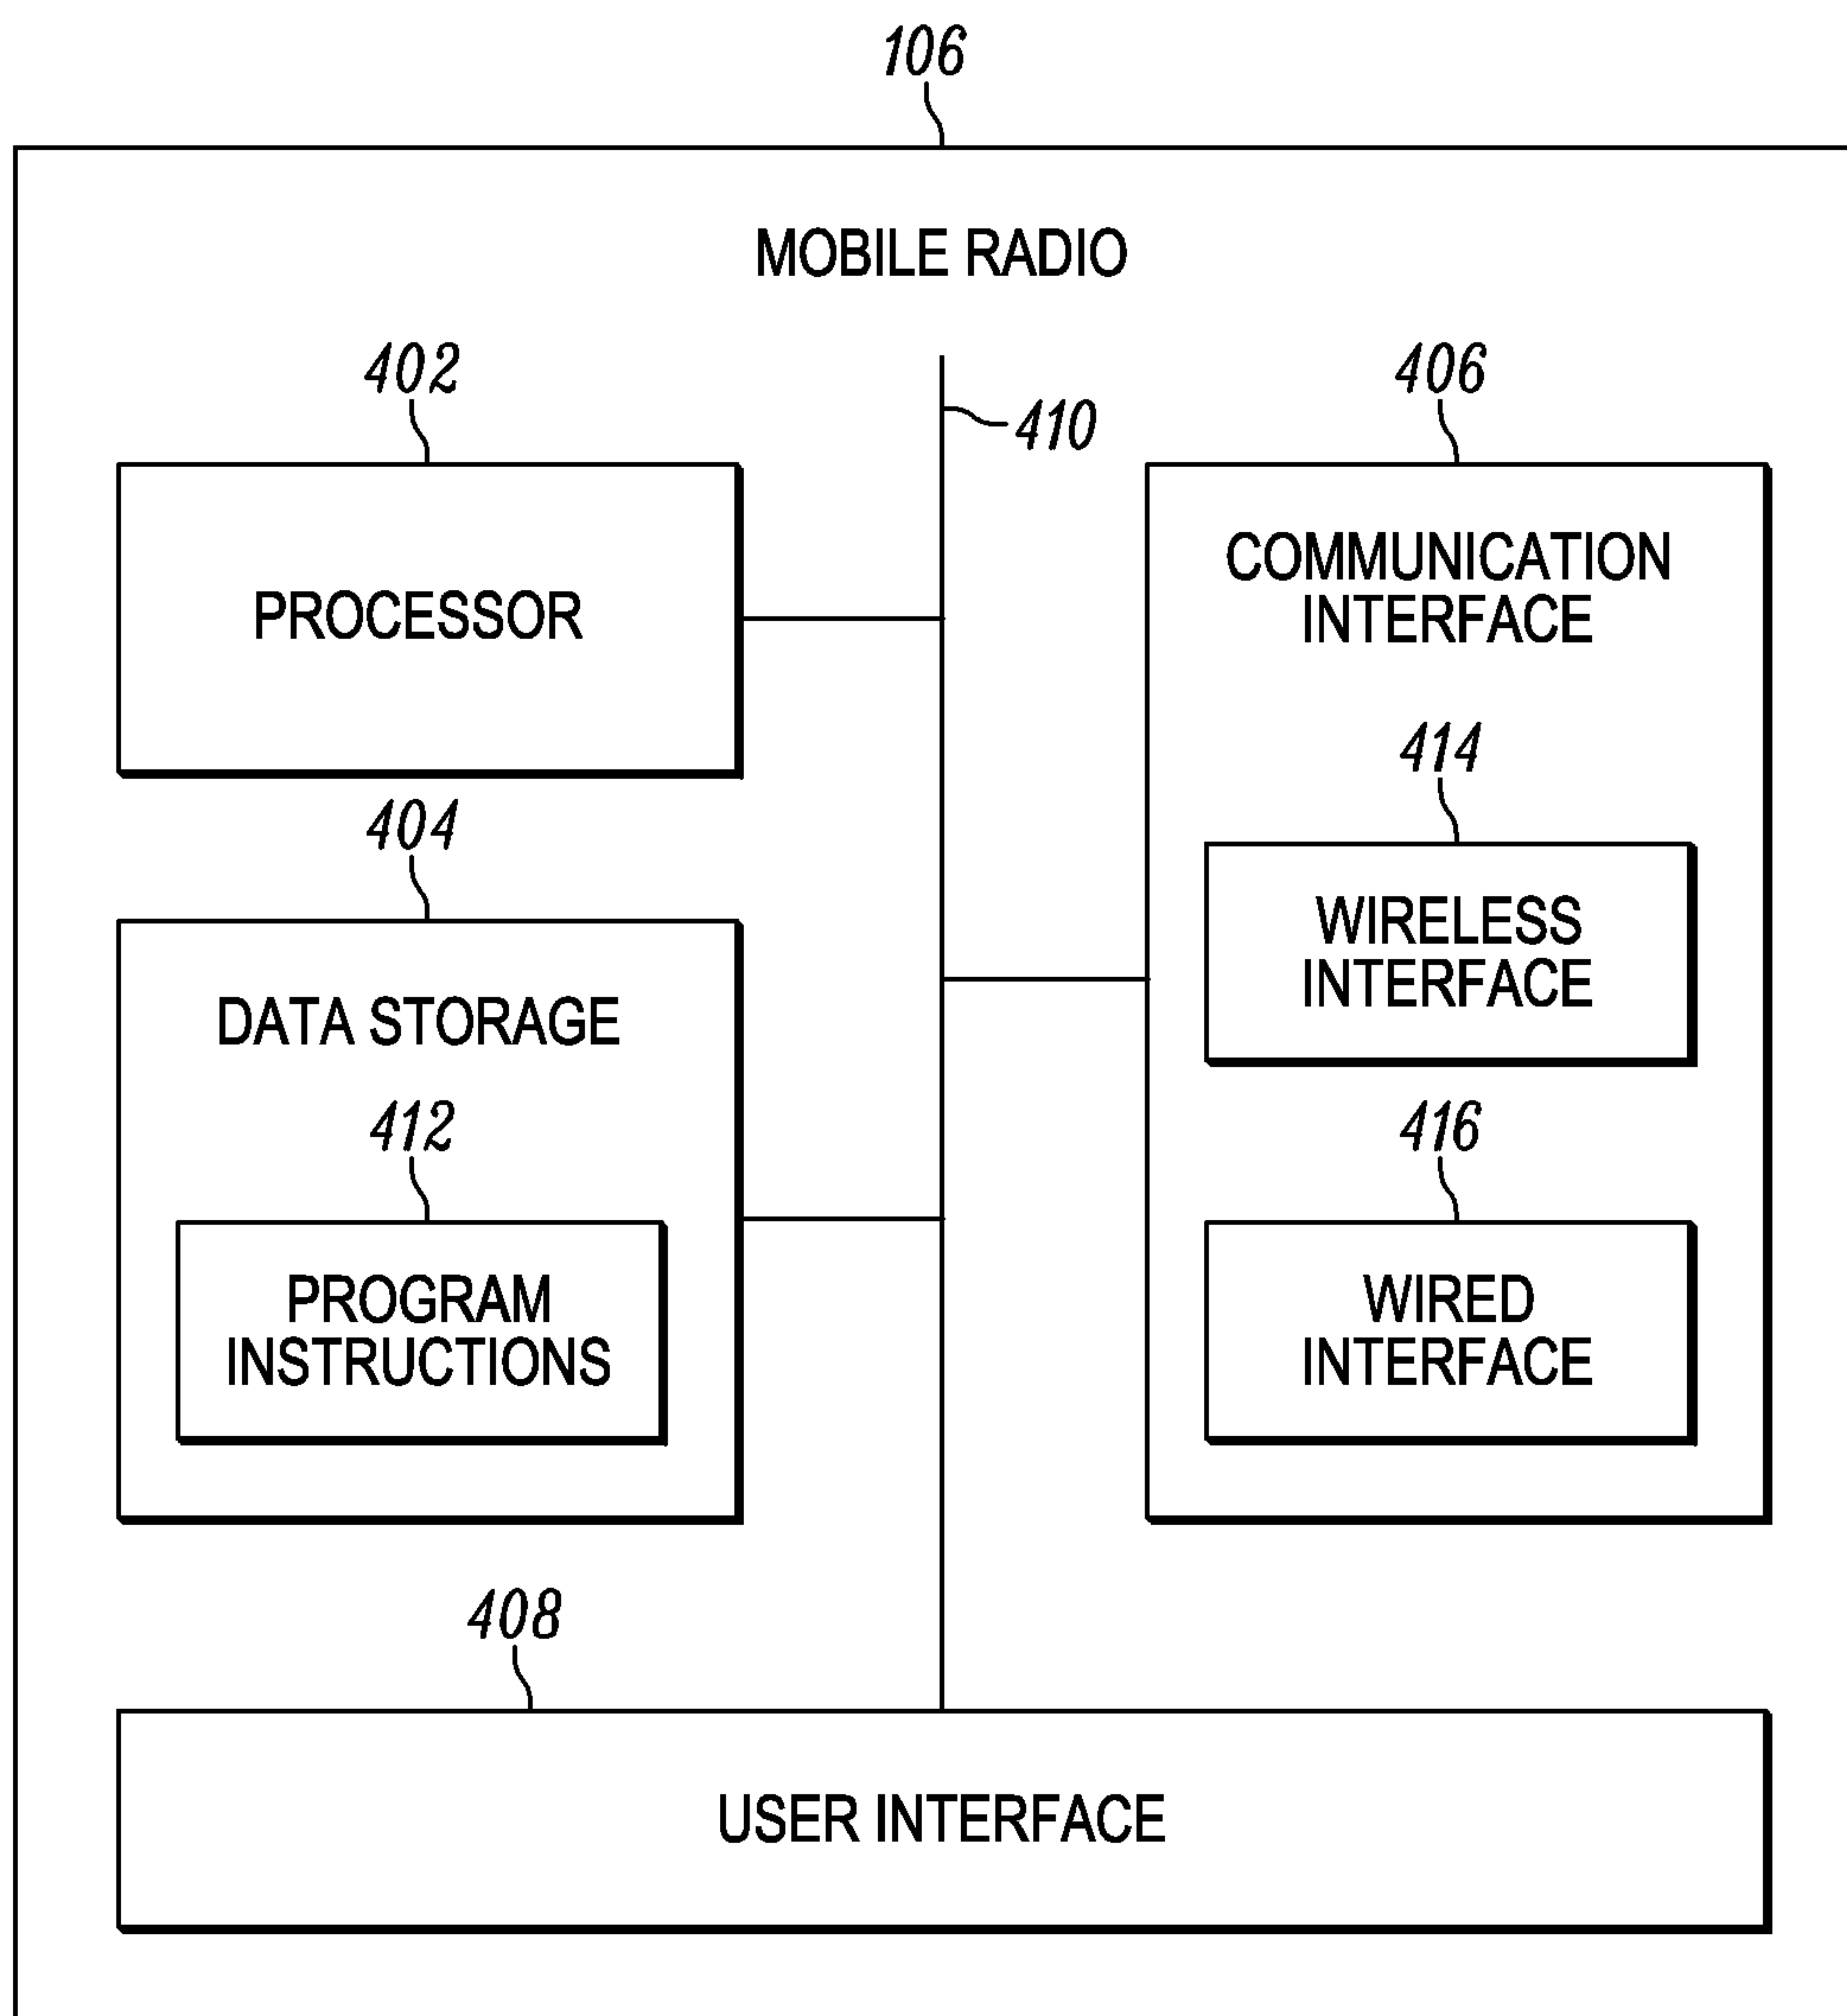 106
MOBILE RADIO
402
410
406
PROCESSOR
COMMUNICATION
INTERFACE
404
414
DATA STORAGE
WIRELESS
INTERFACE
412
416
PROGRAM
INSTRUCTIONS
WIRED
INTERFACE
408
USER INTERFACE